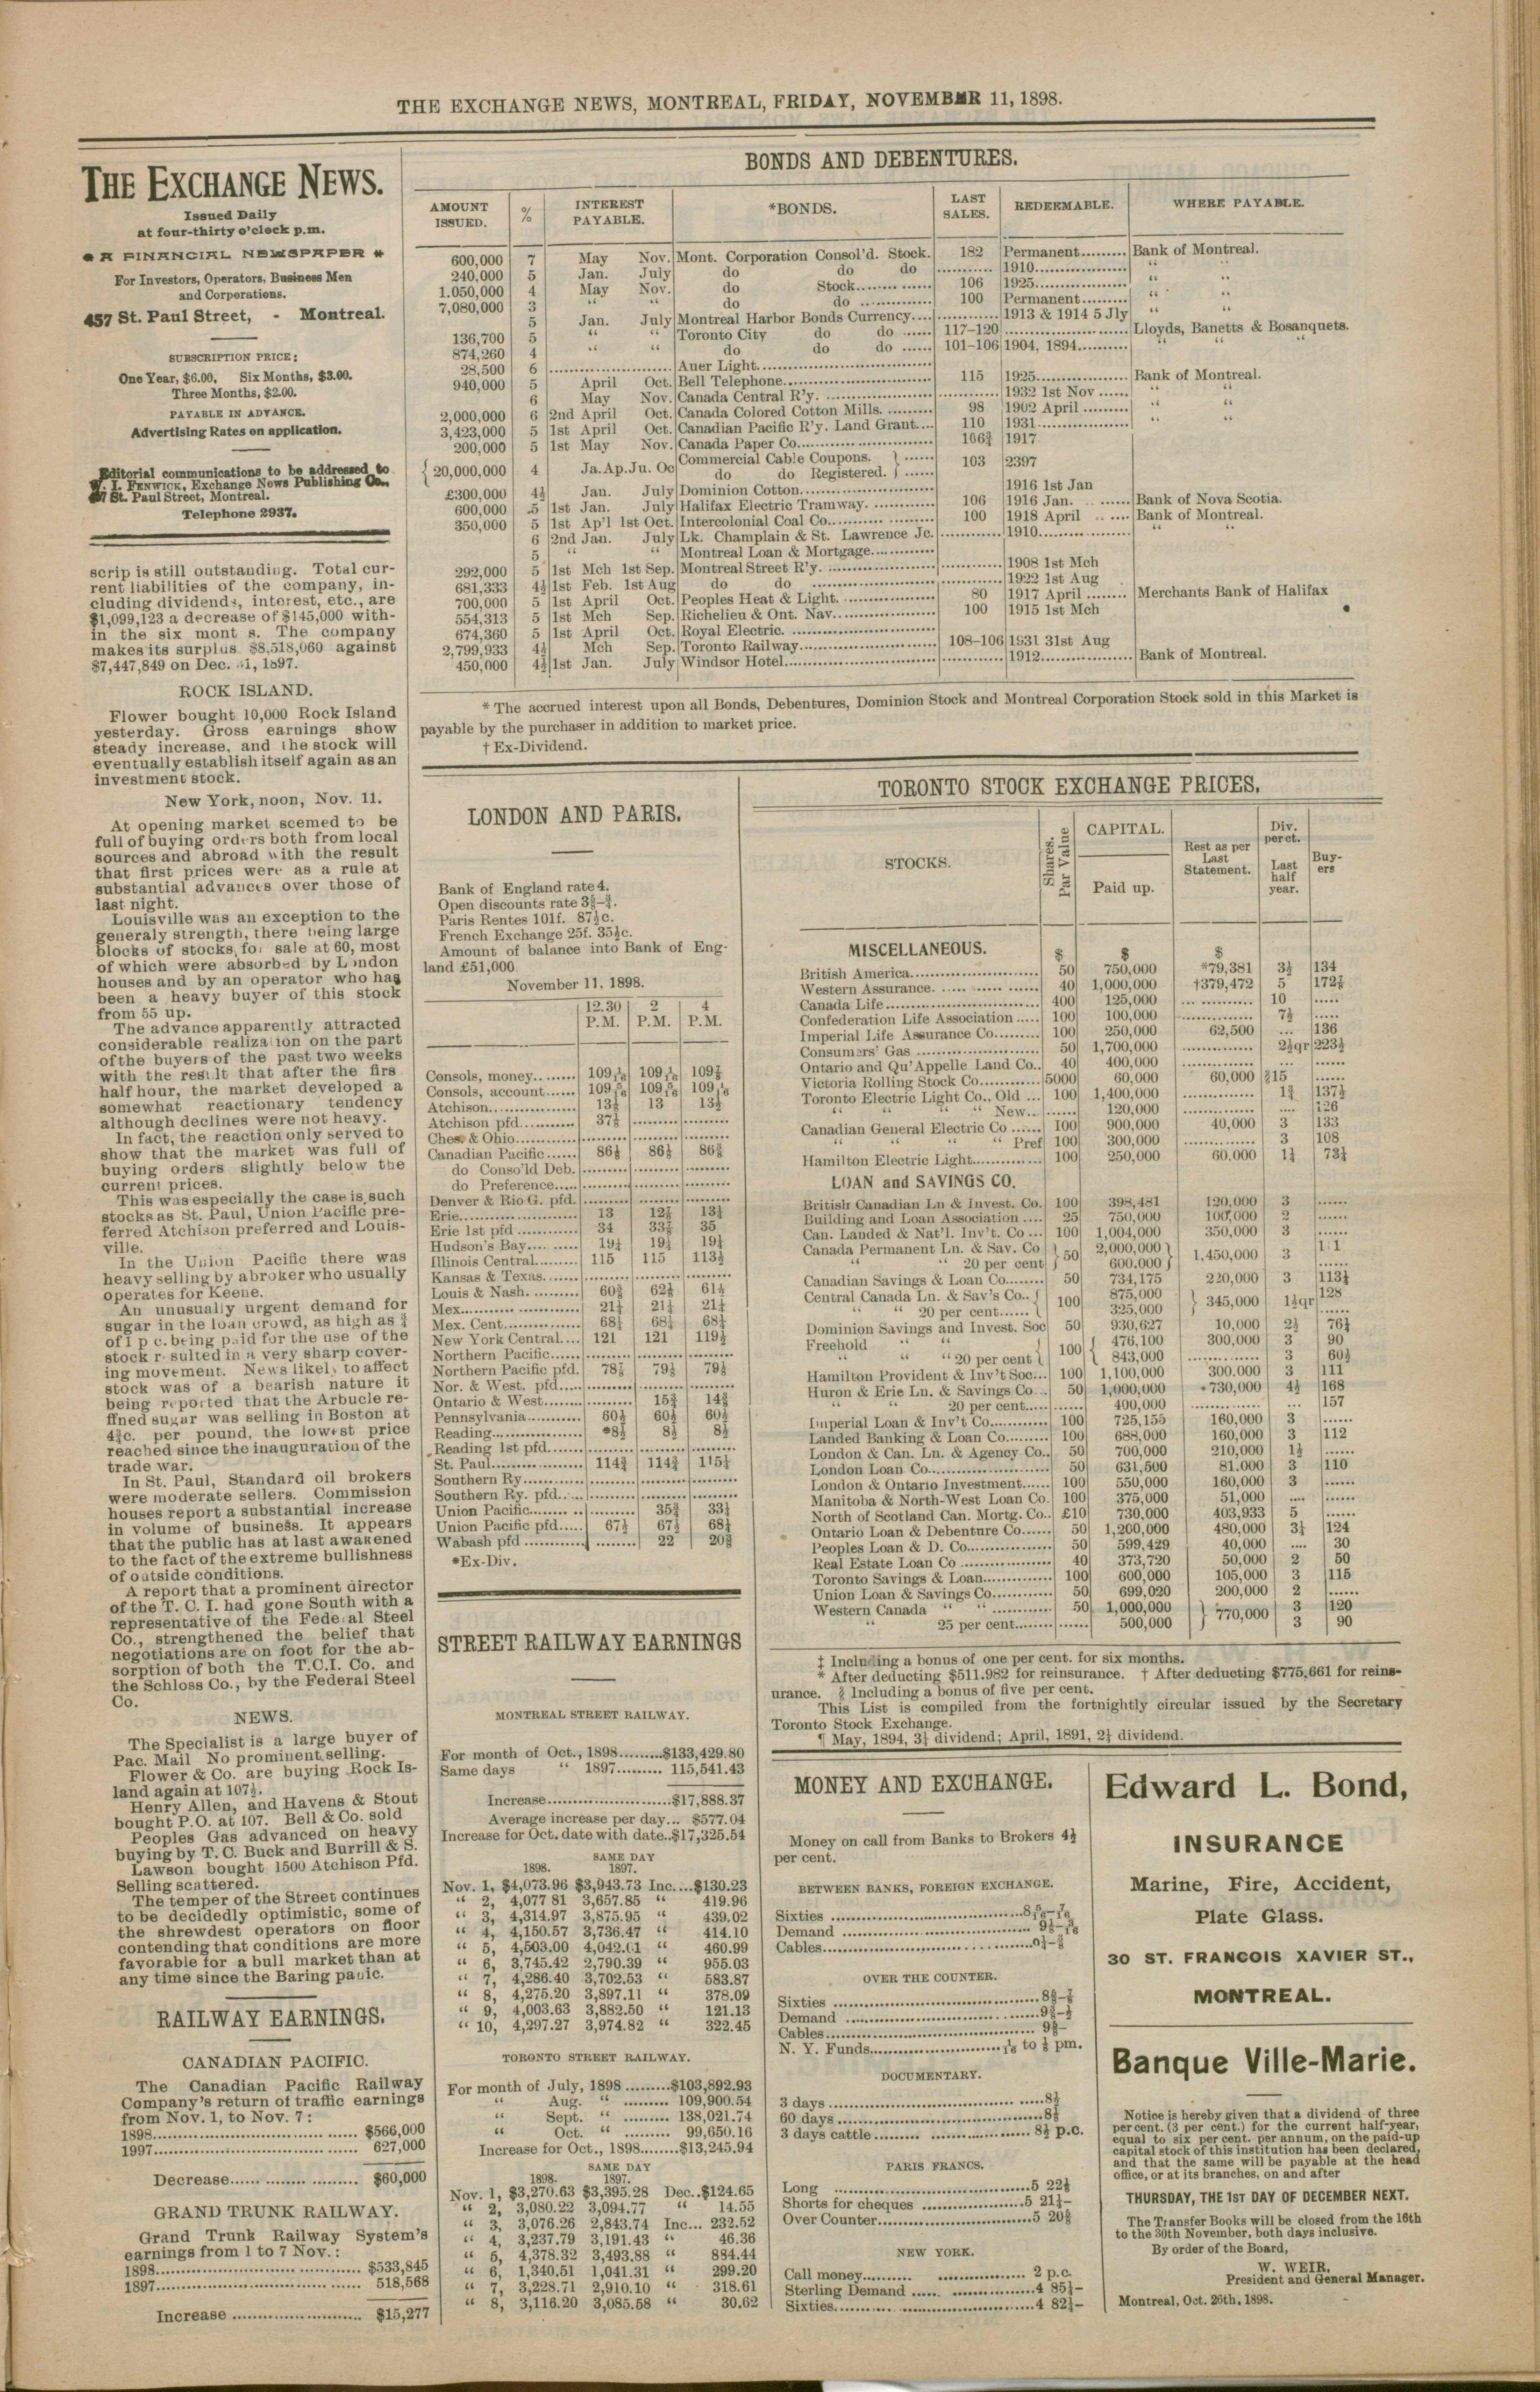 THE EXCHANGE NEWS, MONTREAL, FRIDAY, NOVEMBER 11, 1898.
THE EXCHANGE NEWS.
Issued Daily
at four-thirty o'clock p.m.
A FINANCIAL NEWSPAPER
For Investors, Operators, Business Men
and Corporations.
457 St. Paul Street, - Montreal.
SUBSCRIPTION PRICE:
One Year, $6.00, Six Months, $3.00.
Three Months, $2.00.
PAYABLE IN ADVANCE.
Advertising Rates on application.
Editorial communications to be addressed to
W. I. FENWICK, Exchange News Publishing Co.,
457 St. Paul Street, Montreal.
Telephone 2937.
scrip is still outstanding. Total cur-
rent liabilities of the company, in-
cluding dividends, interest, etc., are
$1,099,123 a decrease of $145,000 with-
in the six mont s. The company
makes its surplus $8,518,060 against
$7,447,849 on Dec. 31, 1897.
ROCK ISLAND.
Flower bought 10,000 Rock Island
yesterday. Gross earnings show
steady increase, and the stock will
eventually establish itself again as an
investment stock.
New York, noon, Nov. 11.
At opening market seemed to be
full of buying orders both from local
sources and abroad with the result
that first prices were as a rule at
substantial advances over those of
last night.
Louisville was an exception to the
generaly strength, there being large
blocks of stocks for sale at 60, most
of which were absorbed by London
houses and by an operator who has
been a heavy buyer of this stock
from 55 up.
The advance apparently attracted
considerable realization on the part
of the buyers of the past two weeks
with the result that after the firs
half hour, the market developed a
somewhat reactionary tendency
although declines were not heavy.
In fact, the reaction only served to
show that the market was full of
buying orders slightly below the
current prices.
This was especially the case is such
stocks as St. Paul, Union Pacific pre-
ferred Atchison preferred and Louis-
ville.
In the Union Pacific there was
heavy selling by abroker who usually
operates for Keene.
An unusually urgent demand for
sugar in the loan crowd, as high as ¾
of 1 p c. being paid for the use of the
stock r sulted in a very sharp cover-
ing movement. News likely to affect
stock was of a bearish nature it
being reported that the Arbucle re-
ffned sugar was selling in Boston at
4¾c. per pound, the lowest price
reached since the inauguration of the
trade war.
In St. Paul, Standard oil brokers
were moderate sellers. Commission
houses report a substantial increase
in volume of business. It appears
that the public has at last awakened
to the fact of the extreme bullishness
of outside conditions.
A report that a prominent director
of the T. C. I. had gone South with a
representative of the Federal Steel
Co., strengthened the belief that
negotiations are on foot for the ab-
sorption of both the T.C.I. Co. and
the Schloss Co., by the Federal Steel
Co.
NEWS.
The Specialist is a large buyer of
Pac. Mail No prominent selling.
Flower & Co. are buying Rock Is-
land again at 107½.
Henry Allen, and Havens & Stout
bought P.O. at 107. Bell & Co. sold
Peoples Gas advanced on heavy
buying by T. C. Buck and Burrill & S.
Lawson bought 1500 Atchison Pfd.
Selling scattered.
The temper of the Street continues
to be decidedly optimistic, some of
the shrewdest operators on floor
contending that conditions are more
favorable for a bull market than at
any time since the Baring panic.
RAILWAY EARNINGS.
CANADIAN PACIFIC.
The Canadian Pacific Railway
Company's return of traffic earnings
from Nov. 1, to Nov. 7:
1898.................... $566,000
1997.................... 627,000
Decrease.................... $60,000
GRAND TRUNK RAILWAY.
Grand Trunk Railway System's
earnings from 1 to 7 Nov.:
1898.................... $533,845
1897.................... 518,568
Increase.................... $15,277
BONDS AND DEBENTURES.
AMOUNT ISSUED. % INTEREST PAYABLE. *BONDS. LAST SALES. REDEEMABLE. WHERE PAYABLE.
600,000 7 May Nov. Mont. Corporation Consol'd. Stock. 182 Permanent Bank of Montreal.
240,000 5 Jan. July do do do 1910 " "
1.050,000 4 May Nov. do Stock 106 1925 " "
7,080,000 3 " " do do 100 Permanent " "
5 Jan. July Montreal Harbor Bonds Currency 1913 & 1914 5 Jly " "
136,700 5 " " Toronto City do do 117-120 Lloyds, Banetts & Bosanquets.
874,260 4 " " do do do 101-106 1904, 1894 " " "
28,500 6 Auer Light
940,000 5 April Oct. Bell Telephone 115 1925 Bank of Montreal.
6 May Nov. Canada Central R'y. 1932 1st Nov " "
2,000,000 6 2nd April Oct. Canada Colored Cotton Mills. 98 1902 April " "
3,423,000 5 1st April Oct. Canadian Pacific R'y. Land Grant 110 1931 " "
200,000 5 1st May Nov. Canada Paper Co. 106¾ 1917
20,000,000 4 Ja.Ap.Ju. Oc Commercial Cable Coupons. 103 2397
do do Registered.
£300,000 4½ Jan. July Dominion Cotton 1916 1st Jan
600,000 5 1st Jan. July Halifax Electric Tramway. 106 1916 Jan. Bank of Nova Scotia.
350,000 5 1st Ap'l 1st Oct. Intercolonial Coal Co. 100 1918 April Bank of Montreal.
6 2nd Jan. July Lk. Champlain & St. Lawrence Jc. 1910 " "
5 " " Montreal Loan & Mortgage
292,000 5 1st Mch 1st Sep. Montreal Street R'y. 1908 1st Mch
681,333 4½ 1st Feb. 1st Aug do do 1922 1st Aug
700,000 5 1st April Oct. Peoples Heat & Light. 80 1917 April Merchants Bank of Halifax
554,313 5 1st Mch Sep. Richelieu & Ont. Nav. 100 1915 1st Mch
674,360 5 1st April Oct. Royal Electric.
2,799,933 4½ Mch Sep. Toronto Railway 108-106 1931 31st Aug
450,000 4½ 1st Jan. July Windsor Hotel 1912 Bank of Montreal.
* The accrued interest upon all Bonds, Debentures, Dominion Stock and Montreal Corporation Stock sold in this Market is
payable by the purchaser in addition to market price.
† Ex-Dividend.
LONDON AND PARIS.
Bank of England rate 4.
Open discounts rate
Paris Rentes 101f. 87½c.
French Exchange 25f. 35½c.
Amount of balance into Bank of Eng-
land £51,000
November 11, 1898.
12.30 P.M. 2 P.M. 4 P.M.
Consols, money
Consols, account
Atchison 13 13½
Atchison pfd.
Ches. & Ohio
Canadian Pacific
do Conso'ld Deb.
do Preference
Denver & Rio G. pfd.
Erie 13 12⅞ 13¼
Erie 1st pfd 34 33⅞ 35
Hudson's Bay 19¼ 19¼ 19¼
Illinois Central 115 115 113½
Kansas & Texas
Louis & Nash.
Mex. 21¼ 21¼ 21¼
Mex. Cent. 68¼ 68¼ 68¼
New York Central 121 121 119½
Northern Pacific
Northern Pacific pfd.
Nor. & West. pfd.
Ontario & West.
Pennsylvania 60½ 60½ 60½
Reading *8½ 8½ 8½
Reading 1st pfd
St. Paul 114¾ 114¾ 115¼
Southern Ry
Southern Ry. pfd.
Union Pacific 35¾ 33¼
Union Pacific pfd 67½ 67½ 68¼
Wabash pfd 22
*Ex-Div.
STREET RAILWAY EARNINGS
MONTREAL STREET RAILWAY.
For month of Oct., 1898.........$133,429.80
Same days " 1897......... 115,541.43
Increase.........$17,888.37
Average increase per day... $577.04
Increase for Oct. date with date..$17,325.54
SAME DAY
1898. 1897.
Nov. 1, $4,073.96 $3,943.73 Inc....$130.23
" 2, 4,077 81 3,657.85 " 419.96
" 3, 4,314.97 3,875.95 " 439.02
" 4, 4,150.57 3,736.47 " 414.10
" 5, 4,503.00 4,042.01 " 460.99
" 6, 3,745.42 2,790.39 " 955.03
" 7, 4,286.40 3,702.53 " 583.87
" 8, 4,275.20 3,897.11 " 378.09
" 9, 4,003.63 3,882.50 " 121.13
" 10, 4,297.27 3,974.82 " 322.45
TORONTO STREET RAILWAY.
For month of July, 1898.........$103,892.93
" Aug. " ......... 109,900.54
" Sept. " ......... 138,021.74
" Oct. " ......... 99,650.16
Increase for Oct., 1898........$13,245.94
SAME DAY
1898. 1897.
Nov. 1, $3,270.63 $3,395.28 Dec..$124.65
" 2, 3,080.22 3,094.77 " 14.55
" 3, 3,076.26 2,843.74 Inc... 232.52
" 4, 3,237.79 3,191.43 " 46.36
" 5, 4,378.32 3,493.88 " 884.44
" 6, 1,340.51 1,041.31 " 299.20
" 7, 3,228.71 2,910.10 " 318.61
" 8, 3,116.20 3,085.58 " 30.62
TORONTO STOCK EXCHANGE PRICES.
STOCKS. Shares. Par Value CAPITAL. Paid up. Rest as per Last Statement. Div. per ct. Last half year. Buy-ers
MISCELLANEOUS. $ $ $
British America 50 750,000 *79,381 3½ 134
Western Assurance 40 1,000,000 †379,472 5 172⅞
Canada Life 400 125,000 10
Confederation Life Association 100 100,000 7½
Imperial Life Assurance Co. 100 250,000 62,500 136
Consumers' Gas 50 1,700,000 2½qr 223½
Ontario and Qu'Appelle Land Co. 40 400,000
Victoria Rolling Stock Co. 5000 60,000 60,000 §15
Toronto Electric Light Co., Old 100 1,400,000 1¾ 137½
" " " " New 120,000 126
Canadian General Electric Co 100 900,000 40,000 3 133
" " " " Pref 100 300,000 3 108
Hamilton Electric Light 100 250,000 60,000 1¼ 73¼
LOAN and SAVINGS CO.
British Canadian Ln & Invest. Co. 100 398,481 120,000 3
Building and Loan Association 25 750,000 100,000 2
Can. Landed & Nat'l. Inv't. Co 100 1,004,000 350,000 3
Canada Permanent Ln. & Sav. Co 50 2,000,000 1,450,000 3
" " 20 per cent 600.000
Canadian Savings & Loan Co. 50 734,175 220,000 3 113¼
Central Canada Ln. & Sav's Co. 100 875,000 345,000 1½qr 128
" " 20 per cent 325,000
Dominion Savings and Invest. Soc 50 930,627 10,000 2½ 76¼
Freehold " " 100 476,100 300,000 3 90
" " " 20 per cent 843,000 3 60½
Hamilton Provident & Inv't Soc. 100 1,100,000 300.000 3 111
Huron & Erie Ln. & Savings Co. 50 1,000,000 730,000 4½ 168
" " 20 per cent 400,000 157
Imperial Loan & Inv't Co. 100 725,155 160,000 3
Landed Banking & Loan Co. 100 688,000 160,000 3 112
London & Can. Ln. & Agency Co. 50 700,000 210,000 1½
London Loan Co. 50 631,500 81.000 3 110
London & Ontario Investment 100 550,000 160,000 3
Manitoba & North-West Loan Co. 100 375,000 51,000
North of Scotland Can. Mortg. Co. £10 730,000 403,933 5
Ontario Loan & Debenture Co. 50 1,200,000 480,000 3¼ 124
Peoples Loan & D. Co. 50 599,429 40,000 30
Real Estate Loan Co 40 373,720 50,000 2 50
Toronto Savings & Loan 100 600,000 105,000 3 115
Union Loan & Savings Co. 50 699,020 200,000 2
Western Canada " " 50 1,000,000 770,000 3 120
" 25 per cent 500,000 3 90
‡ Including a bonus of one per cent. for six months.
* After deducting $511.982 for reinsurance. † After deducting $775,661 for reins-
urance. § Including a bonus of five per cent.
This List is compiled from the fortnightly circular issued by the Secretary
Toronto Stock Exchange.
¶ May, 1894, 3½ dividend; April, 1891, 2½ dividend.
MONEY AND EXCHANGE.
Money on call from Banks to Brokers 4½
per cent.
BETWEEN BANKS, FOREIGN EXCHANGE.
Sixties
Demand
Cables
OVER THE COUNTER.
Sixties
Demand
Cables
N. Y. Funds pm.
DOCUMENTARY.
3 days
60 days
3 days cattle p.c.
PARIS FRANCS.
Long
Shorts for cheques 5 21¼-
Over Counter
NEW YORK.
Call money 2 p.c.
Sterling Demand 4 85¼-
Sixties 4 82¼-
Edward L. Bond,
INSURANCE
Marine, Fire, Accident,
Plate Glass.
30 ST. FRANCOIS XAVIER ST.,
MONTREAL.
Banque Ville-Marie.
Notice is hereby given that a dividend of three
per cent. (3 per cent.) for the current half-year,
equal to six per cent. per annum, on the paid-up
capital stock of this institution has been declared,
and that the same will be payable at the head
office, or at its branches, on and after
THURSDAY, THE 1ST DAY OF DECEMBER NEXT.
The Transfer Books will be closed from the 16th
to the 30th November, both days inclusive.
By order of the Board,
W. WEIR,
President and General Manager.
Montreal, Oct. 26th, 1898.